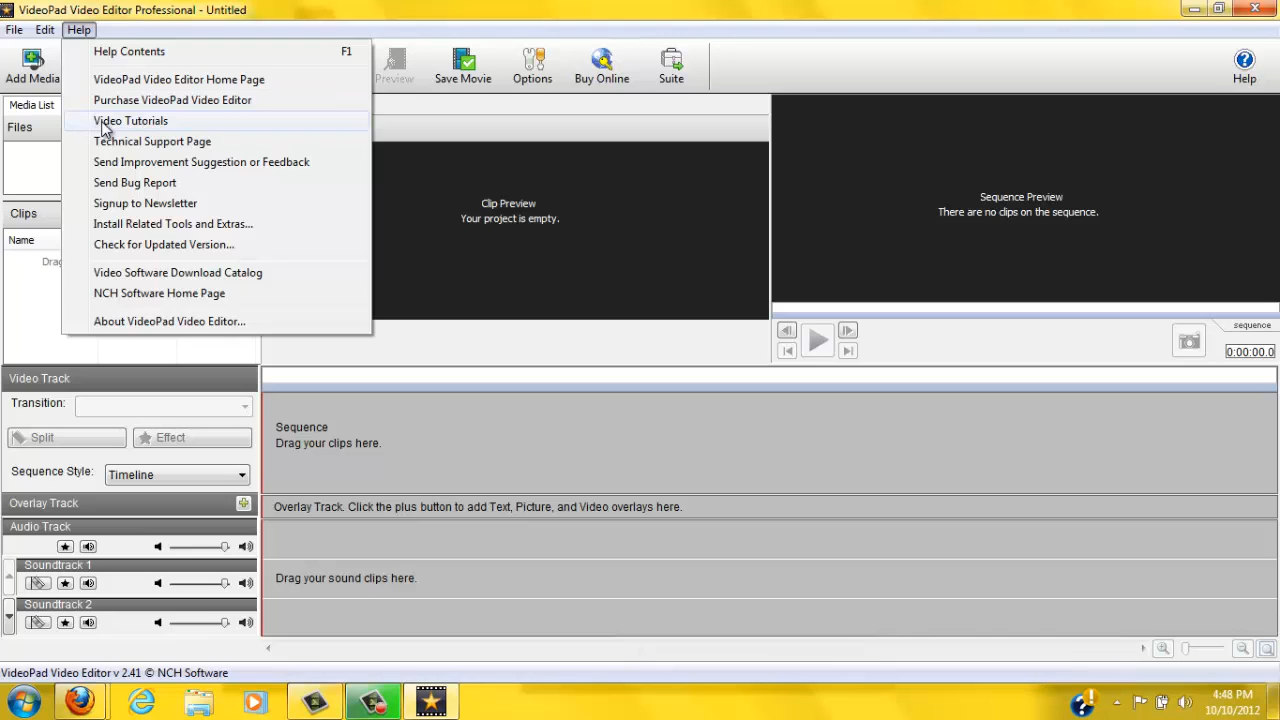 VideoPad Video Editor Professional - Untitled
File Edit Help
Add Media
Preview
Save Movie
Options
Buy Online
Suite
Help
Help Contents F1
VideoPad Video Editor Home Page
Purchase VideoPad Video Editor
Video Tutorials
Technical Support Page
Send Improvement Suggestion or Feedback
Send Bug Report
Signup to Newsletter
Install Related Tools and Extras...
Check for Updated Version...
Video Software Download Catalog
NCH Software Home Page
About VideoPad Video Editor...
Media List
Files
Clips
Name
Drag
Clip Preview
Your project is empty.
Sequence Preview
There are no clips on the sequence.
sequence
0:00:00.0
Video Track
Transition:
Split
Effect
Sequence Style: Timeline
Sequence
Drag your clips here.
Overlay Track
Overlay Track. Click the plus button to add Text, Picture, and Video overlays here.
Audio Track
Soundtrack 1
Drag your sound clips here.
Soundtrack 2
VideoPad Video Editor v 2.41 © NCH Software
4:48 PM
10/10/2012